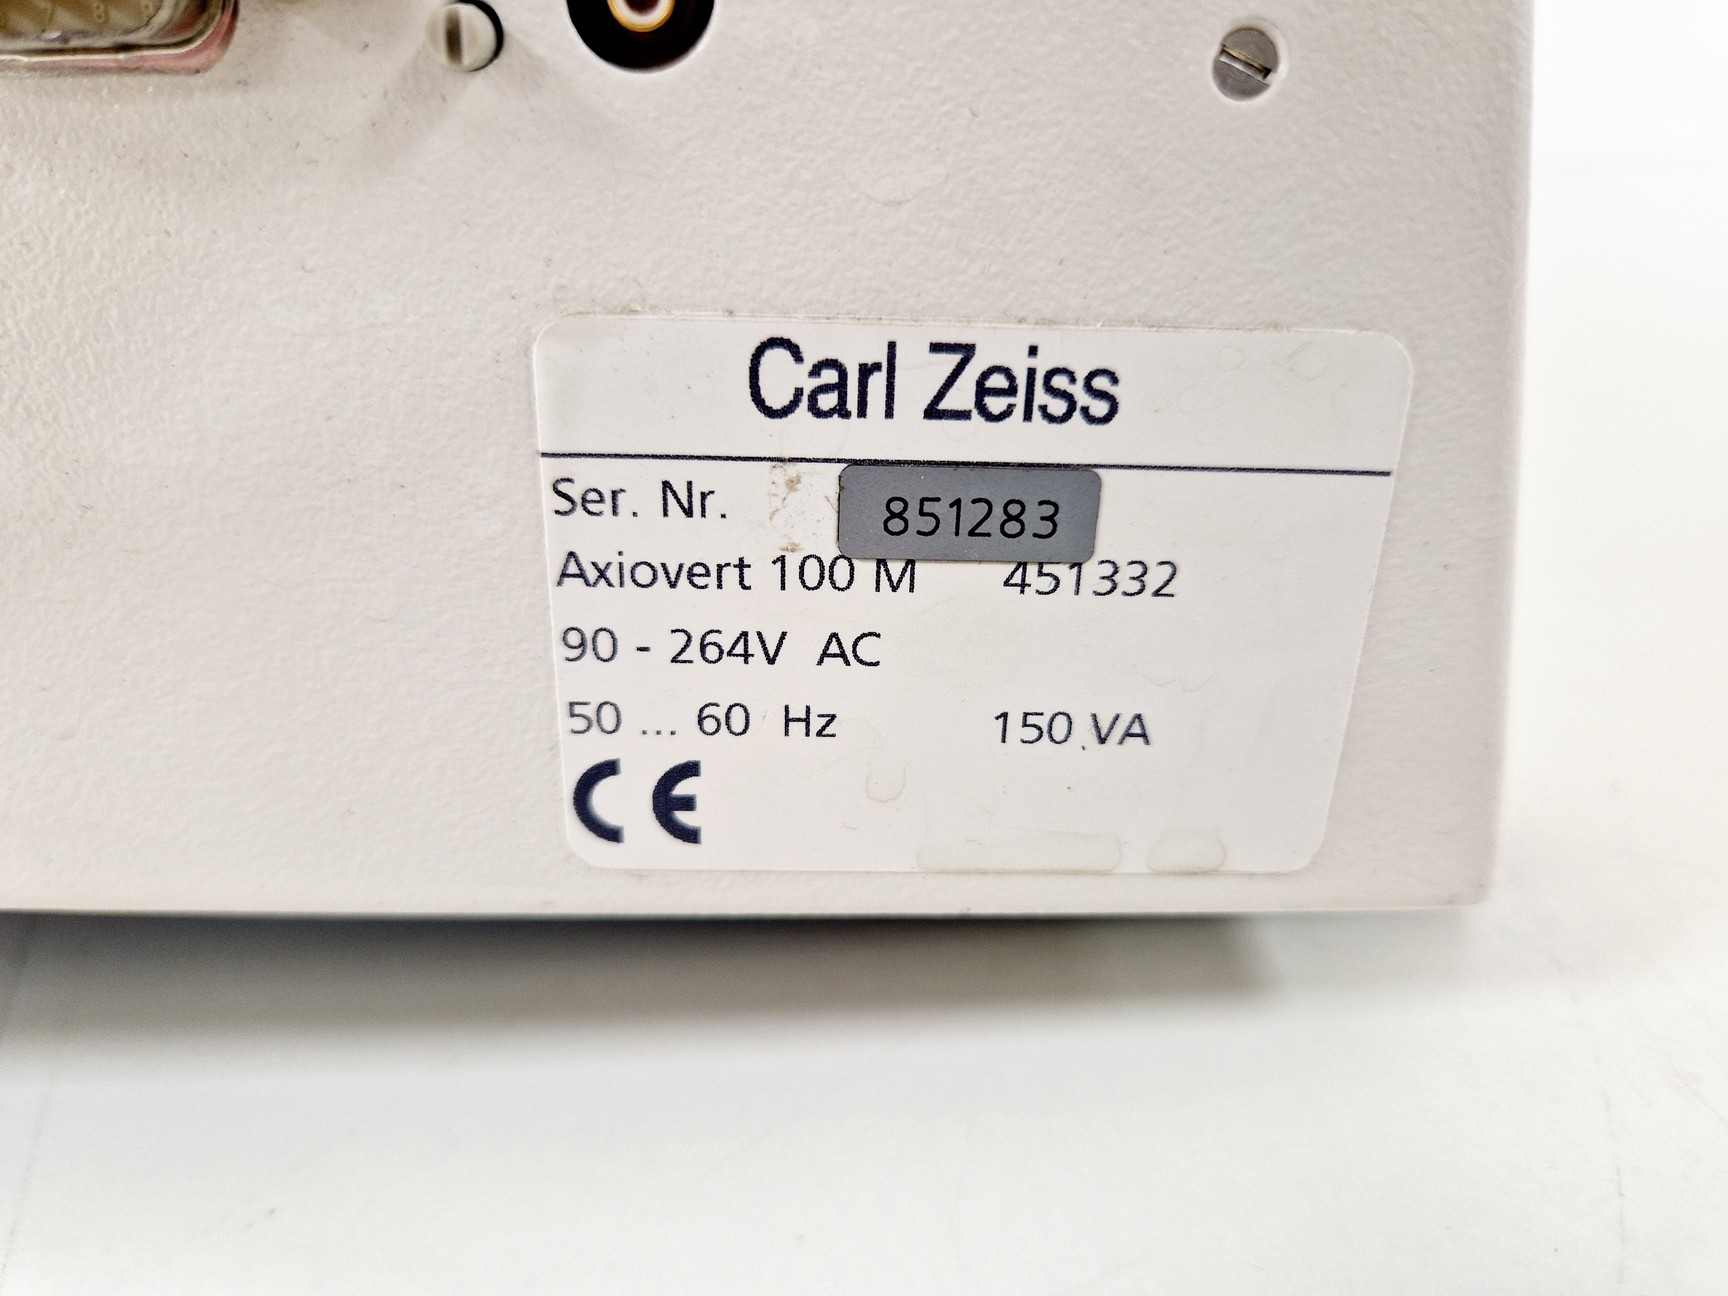 Carl Zeiss
Ser. Nr. 851283
Axiovert 100 M 451332
90 - 264V AC
50 ... 60 Hz 150 VA
CE